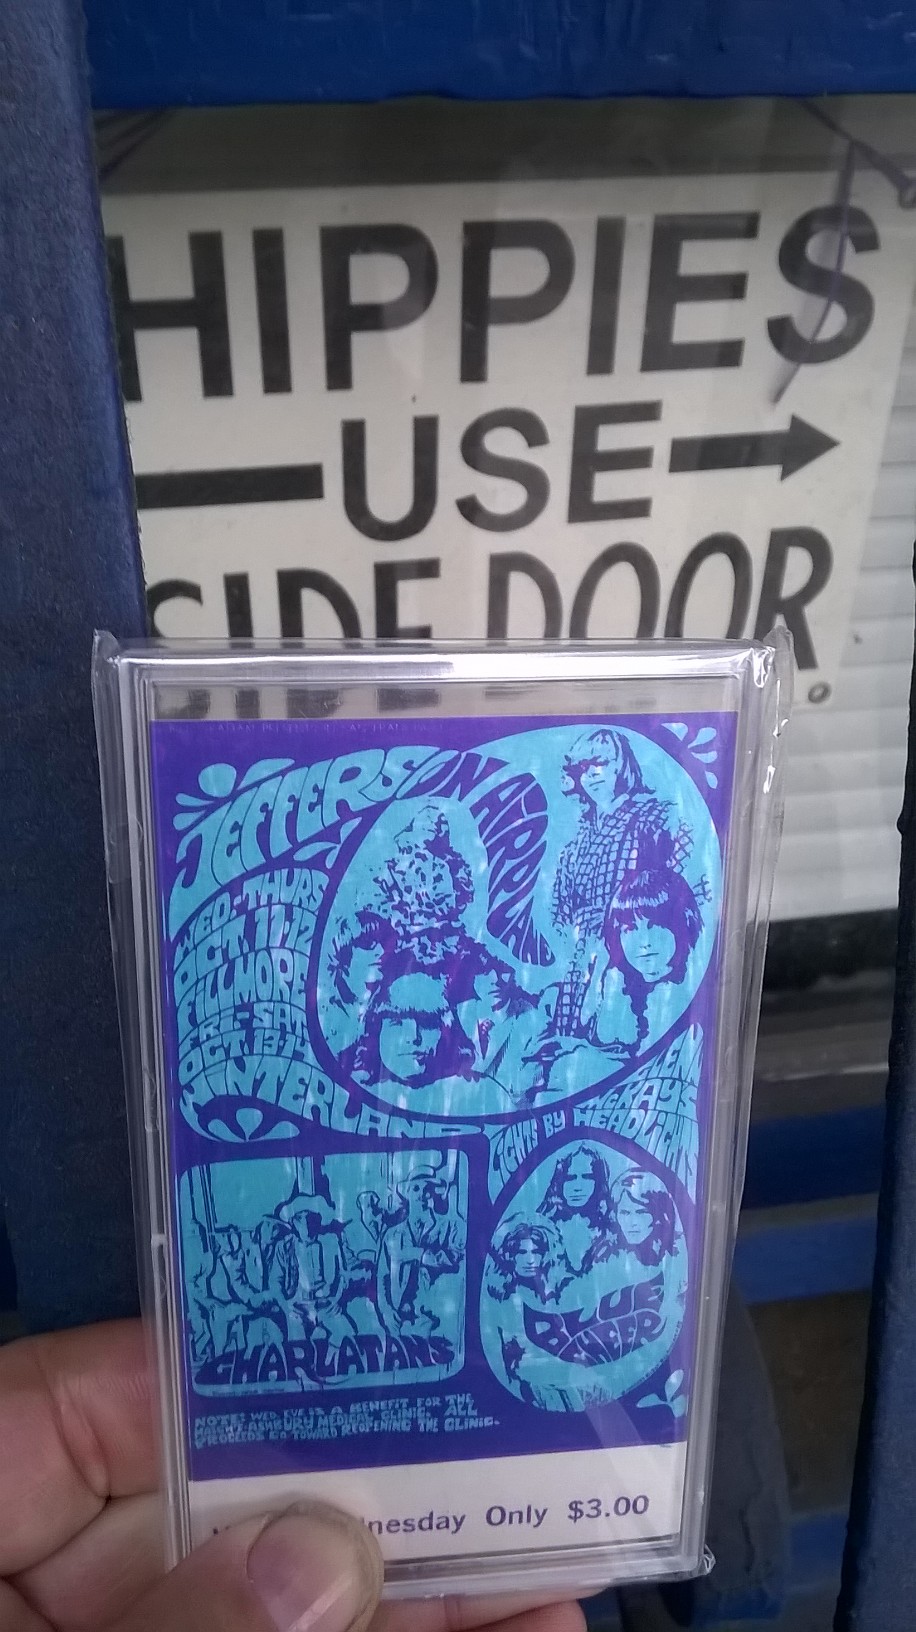 HIPPIES
USE
SIDE DOOR
JEFFERSON AIRPLANE
WED.-THURS
OCT. 11-12
FILLMORE
FRI-SAT
OCT. 13-14
WINTERLAND
LIGHTS BY
HEADLIGHTS
CHARLATANS
BLUE
CHEER
NOTE: WED. EVE IS A BENEFIT FOR THE
HAIGHT ASHBURY MEDICAL CLINIC. ALL
PROCEEDS GO TOWARD REOPENING THE CLINIC.
nesday Only $3.00